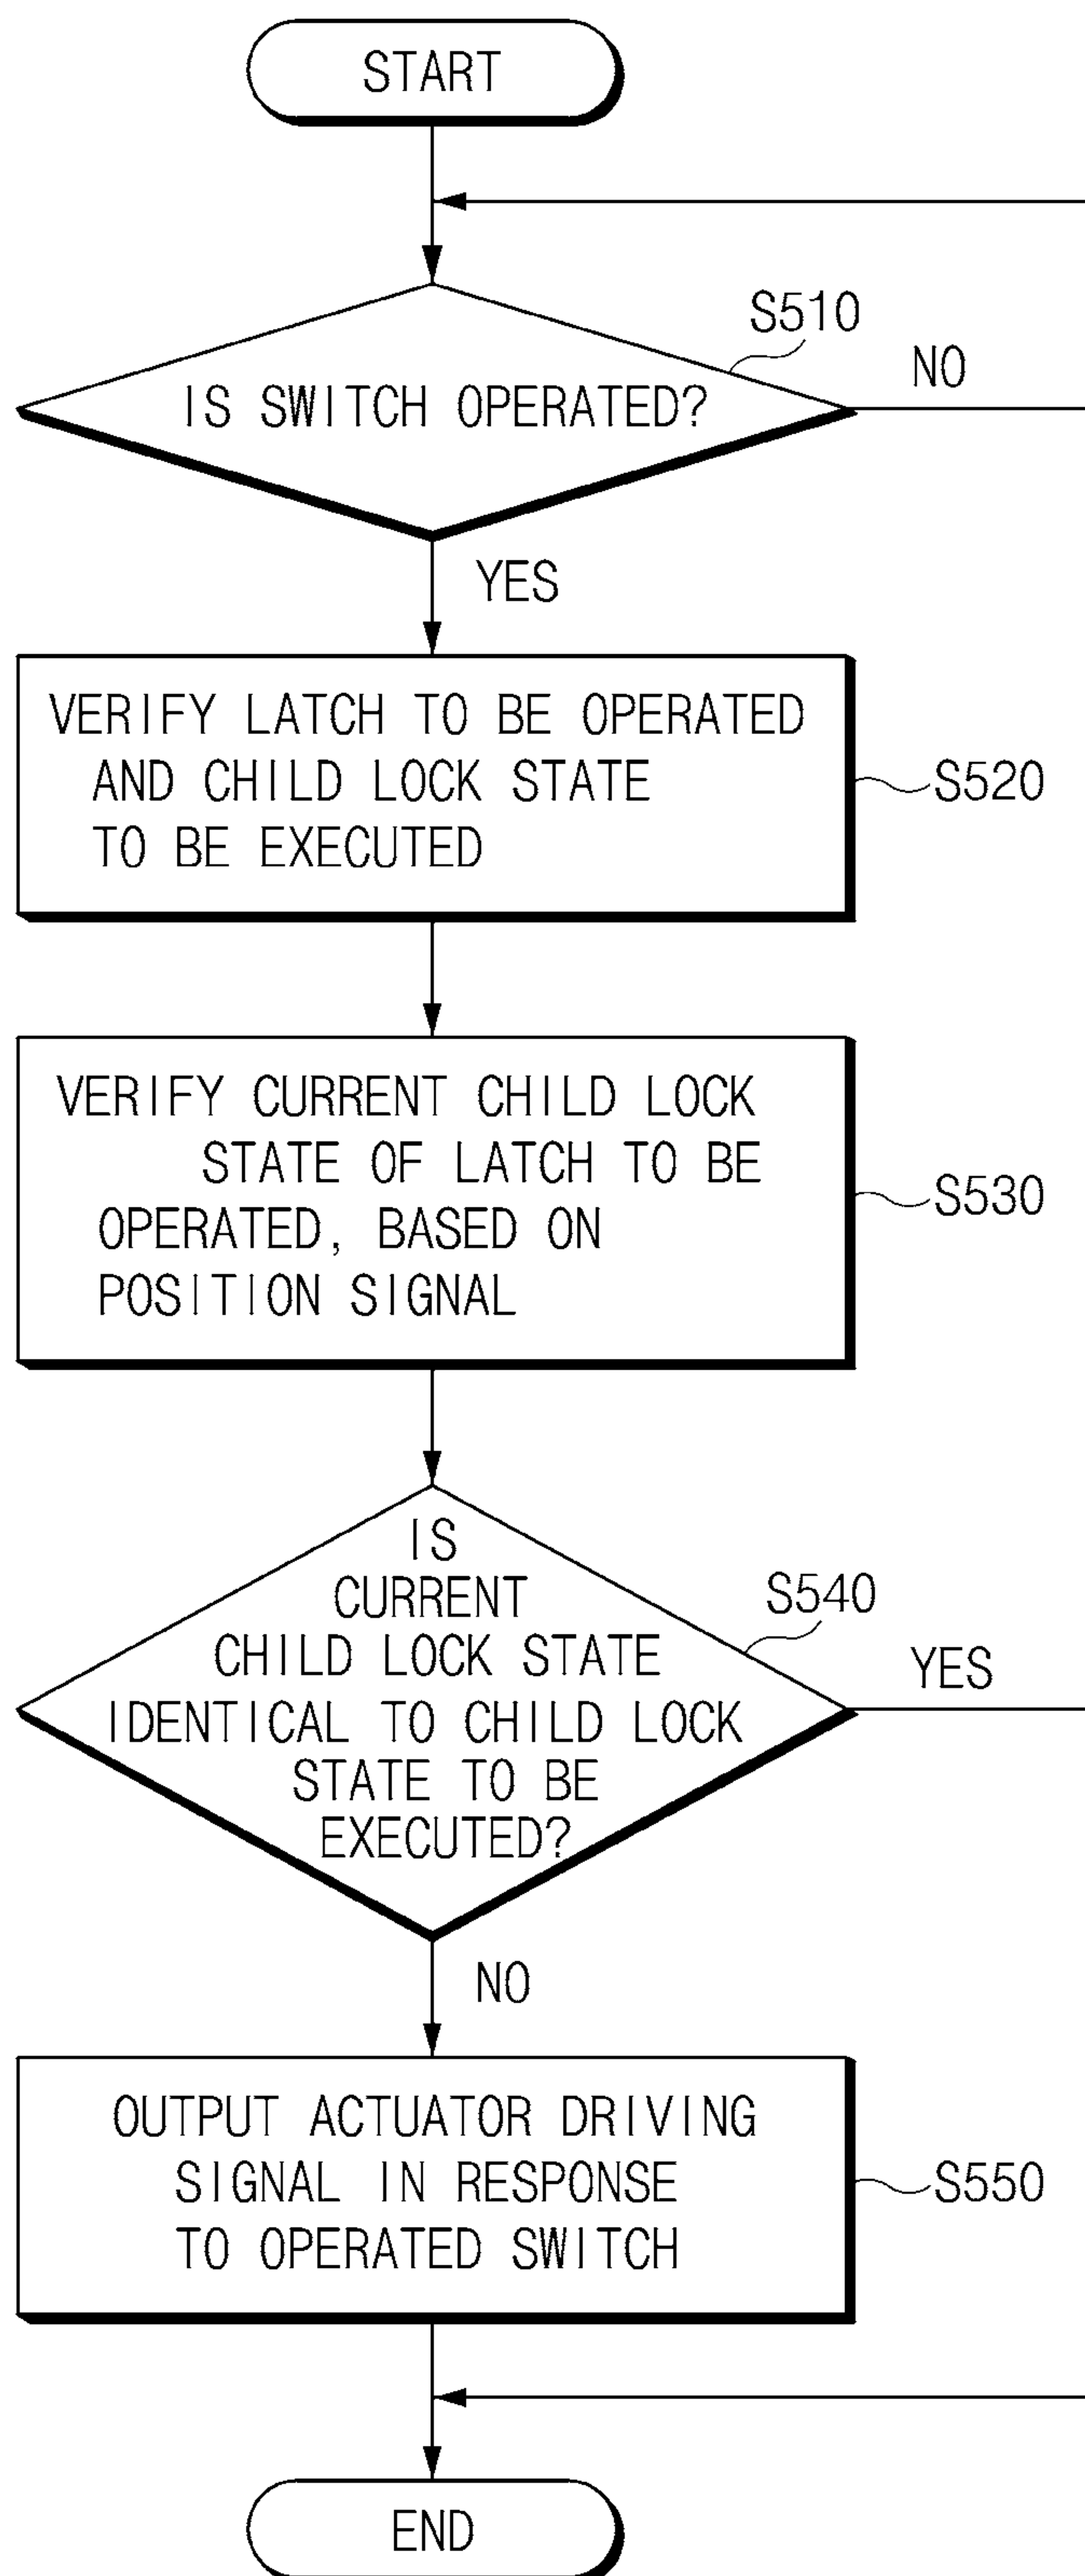 START
S510
NO
IS SWITCH OPERATED?
YES
VERIFY LATCH TO BE OPERATED
AND CHILD LOCK STATE
TO BE EXECUTED
S520
VERIFY CURRENT CHILD LOCK
STATE OF LATCH TO BE
OPERATED, BASED ON
POSITION SIGNAL
S530
IS
CURRENT
CHILD LOCK STATE
IDENTICAL TO CHILD LOCK
STATE TO BE
EXECUTED?
S540
YES
NO
OUTPUT ACTUATOR DRIVING
SIGNAL IN RESPONSE
TO OPERATED SWITCH
S550
END